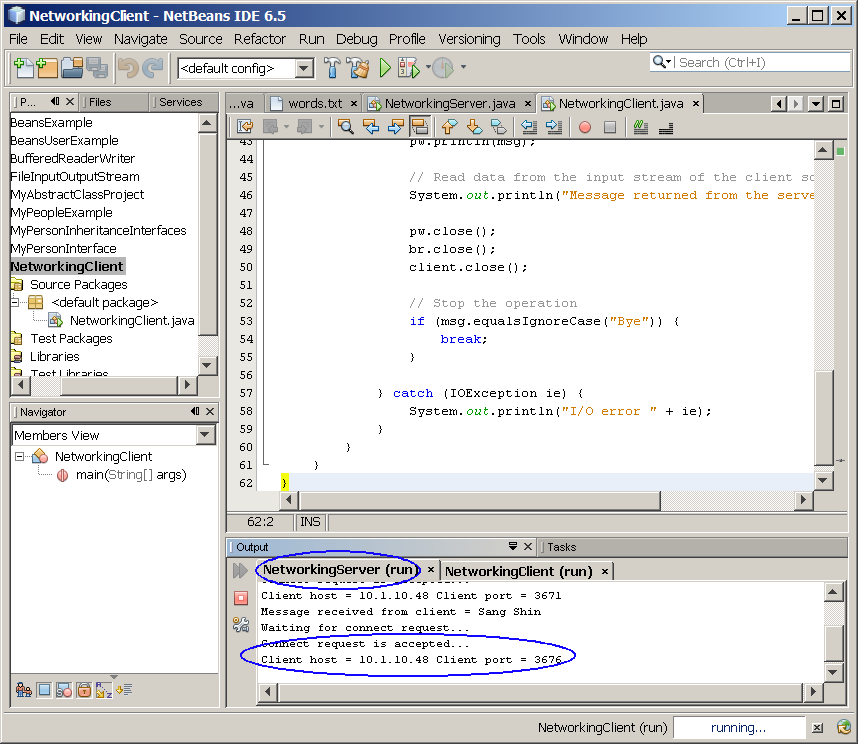 NetworkingClient - NetBeans IDE 6.5
File Edit View Navigate Source Refactor Run Debug Profile Versioning Tools Window Help
<default config> Search (Ctrl+I)
P... Files Services
BeansExample
BeansUserExample
BufferedReaderWriter
FileInputOutputStream
MyAbstractClassProject
MyPeopleExample
MyPersonInheritanceInterfaces
MyPersonInterface
NetworkingClient
Source Packages
<default package>
NetworkingClient.java
Test Packages
Libraries
Test Libraries
Navigator
Members View
NetworkingClient
main(String[] args)
...va words.txt NetworkingServer.java NetworkingClient.java
43 pw.println(msg);
44
45 // Read data from the input stream of the client so
46 System.out.println("Message returned from the serve
47
48 pw.close();
49 br.close();
50 client.close();
51
52 // Stop the operation
53 if (msg.equalsIgnoreCase("Bye")) {
54 break;
55 }
56
57 } catch (IOException ie) {
58 System.out.println("I/O error " + ie);
59 }
60 }
61 }
62 }
62:2 INS
Output Tasks
NetworkingServer (run) NetworkingClient (run)
Connect request is accepted...
Client host = 10.1.10.48 Client port = 3671
Message received from client = Sang Shin
Waiting for connect request...
Connect request is accepted...
Client host = 10.1.10.48 Client port = 3676
NetworkingClient (run) running...